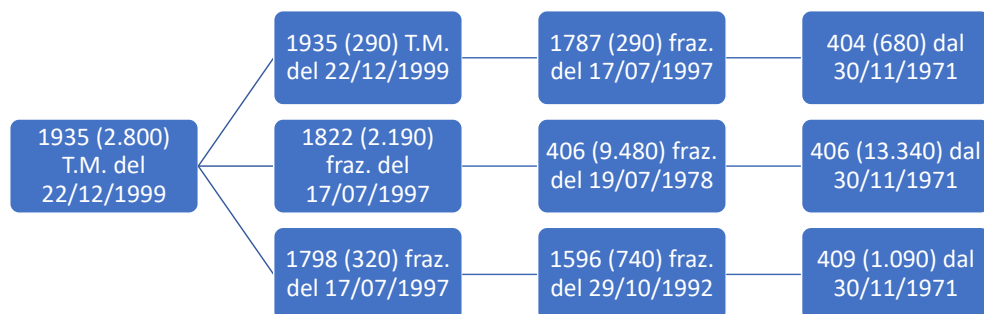 1935 (290) T.M.
del 22/12/1999
1787 (290) fraz.
del 17/07/1997
404 (680) dal
30/11/1971
1935 (2.800)
T.M. del
22/12/1999
1822 (2.190)
fraz. del
17/07/1997
406 (9.480) fraz.
del 19/07/1978
406 (13.340) dal
30/11/1971
1798 (320) fraz.
del 17/07/1997
1596 (740) fraz.
del 29/10/1992
409 (1.090) dal
30/11/1971